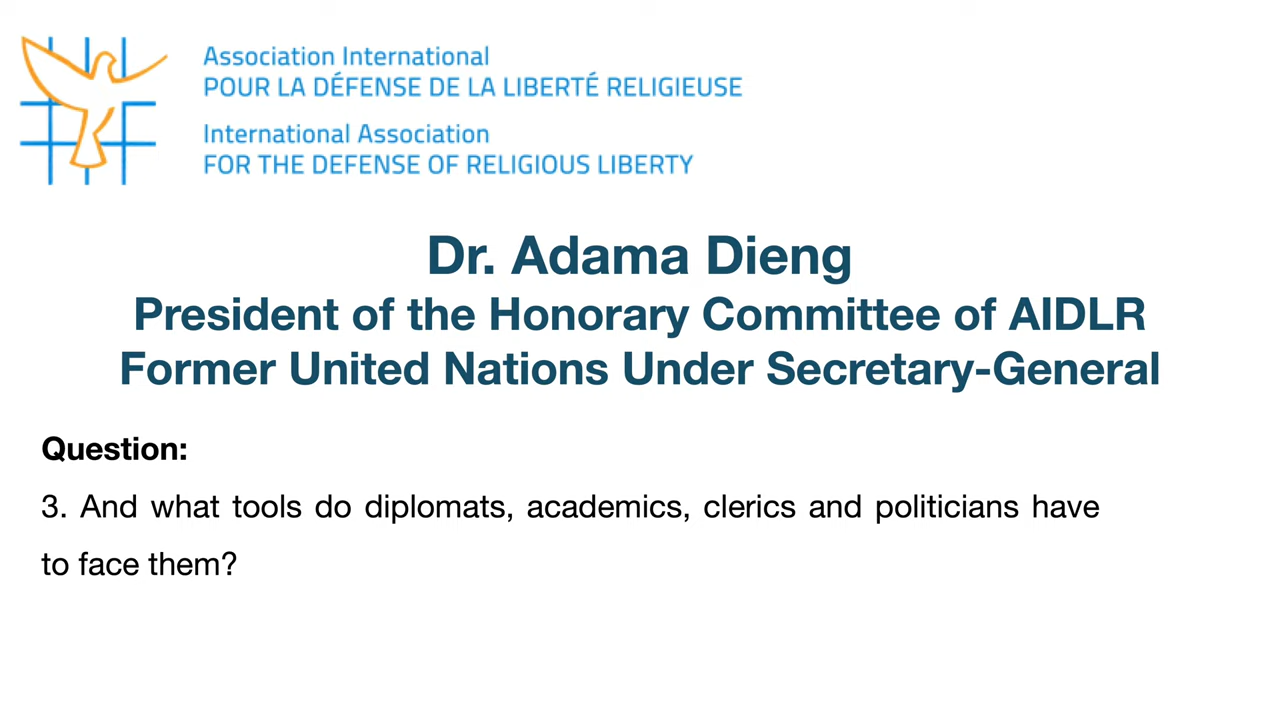 Association International
POUR LA DÉFENSE DE LA LIBERTÉ RELIGIEUSE
International Association
FOR THE DEFENSE OF RELIGIOUS LIBERTY
Dr. Adama Dieng
President of the Honorary Committee of AIDLR
Former United Nations Under Secretary-General
Question:
3. And what tools do diplomats, academics, clerics and politicians have
to face them?